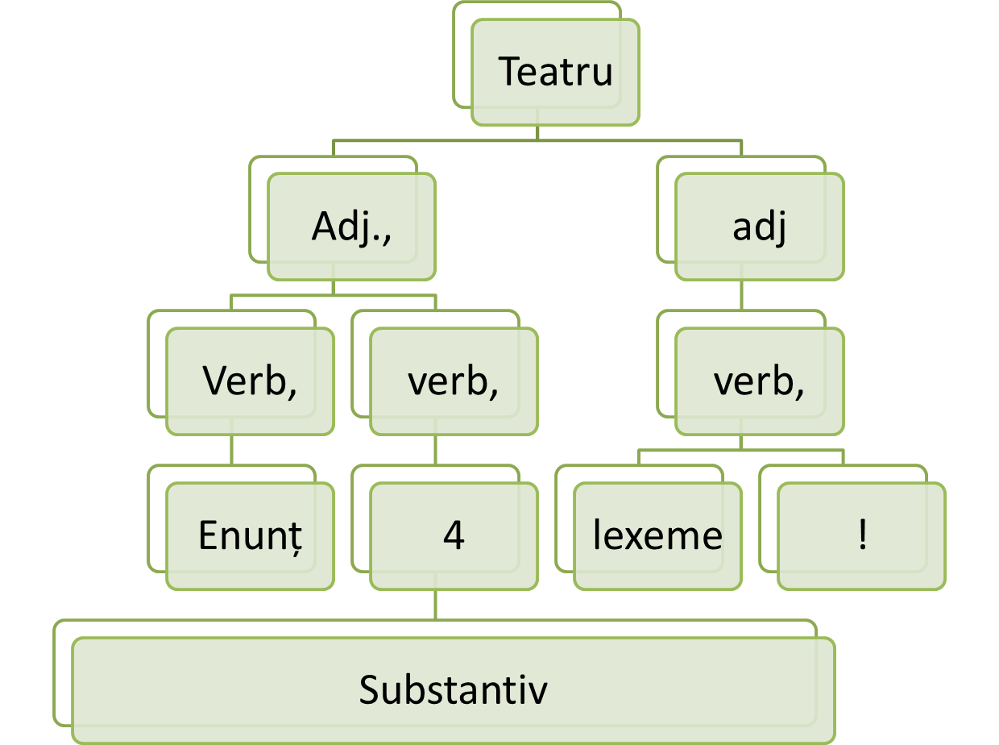 Teatru
Adj.,
adj
Verb,
verb,
verb,
Enunț
4
lexeme
!
Substantiv